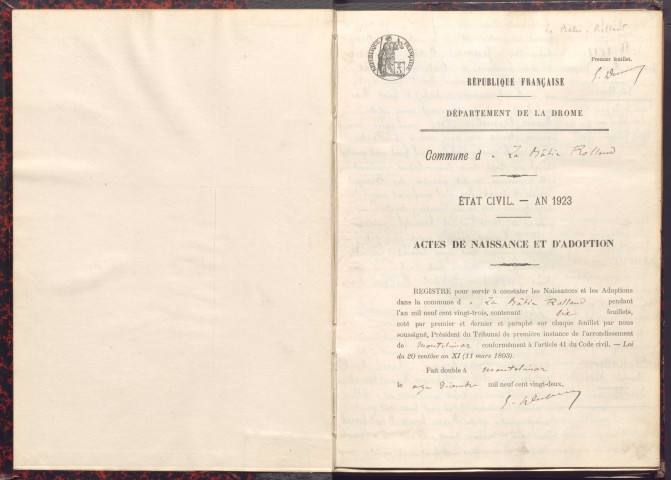 La Bâtie-Rolland
Premier feuillet.
RÉPUBLIQUE FRANÇAISE
RÉPUBLIQUE FRANÇAISE
DÉPARTEMENT DE LA DROME
Commune d e La Bâtie Rolland
ÉTAT CIVIL. — AN 1923
ACTES DE NAISSANCE ET D'ADOPTION
REGISTRE pour servir à constater les Naissances et les Adoptions
dans la commune d e La Bâtie Rolland pendant
l'an mil neuf cent vingt-trois, contenant six feuillets,
coté par premier et dernier et paraphé sur chaque feuillet par nous
soussigné, Président du Tribunal de première instance de l'arrondissement
de Montélimar conformément à l'article 41 du Code civil. — Loi
du 20 ventôse an XI (11 mars 1803).
Fait double à Montélimar
le onze Décembre mil neuf cent vingt-deux,